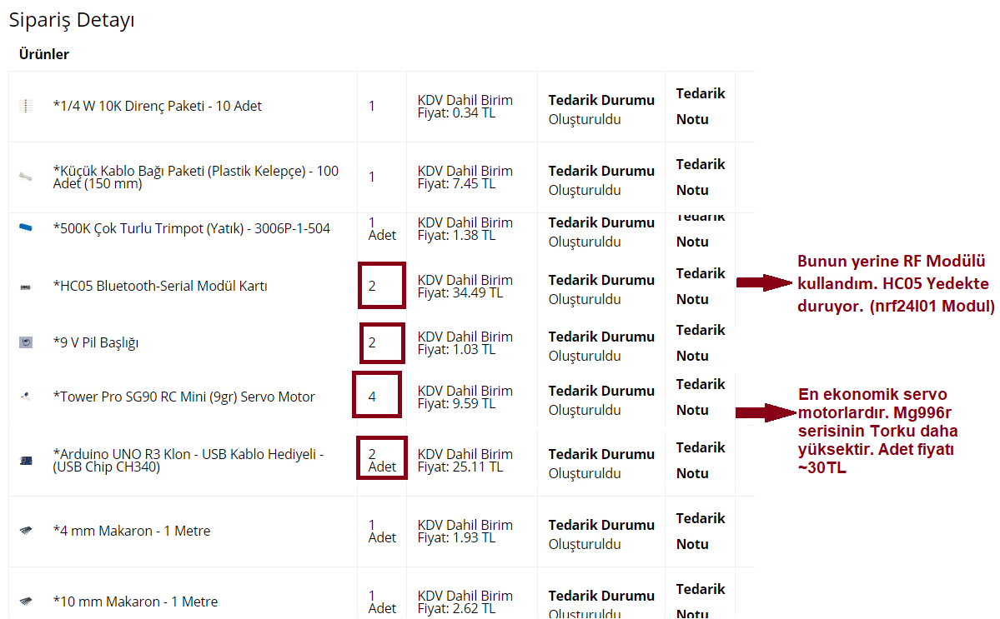 Sipariş Detayı
Ürünler
*1/4 W 10K Direnç Paketi - 10 Adet
1
KDV Dahil Birim
Fiyat: 0.34 TL
Tedarik Durumu
Oluşturuldu
Tedarik
Notu
*Küçük Kablo Bağı Paketi (Plastik Kelepçe) - 100
Adet (150 mm)
1
KDV Dahil Birim
Fiyat: 7.45 TL
Tedarik Durumu
Oluşturuldu
Tedarik
Notu
*500K Çok Turlu Trimpot (Yatık) - 3006P-1-504
1
Adet
KDV Dahil Birim
Fiyat: 1.38 TL
Tedarik Durumu
Oluşturuldu
Tedarik
Notu
*HC05 Bluetooth-Serial Modül Kartı
2
KDV Dahil Birim
Fiyat: 34.49 TL
Tedarik Durumu
Oluşturuldu
Tedarik
Notu
Bunun yerine RF Modülü
kullandım. HC05 Yedekte
duruyor. (nrf24l01 Modul)
*9 V Pil Başlığı
2
KDV Dahil Birim
Fiyat: 1.03 TL
Tedarik Durumu
Oluşturuldu
Tedarik
Notu
*Tower Pro SG90 RC Mini (9gr) Servo Motor
4
KDV Dahil Birim
Fiyat: 9.59 TL
Tedarik Durumu
Oluşturuldu
Tedarik
Notu
En ekonomik servo
motorlardır. Mg996r
serisinin Torku daha
yüksektir. Adet fiyatı
~30TL
*Arduino UNO R3 Klon - USB Kablo Hediyeli -
(USB Chip CH340)
2
Adet
KDV Dahil Birim
Fiyat: 25.11 TL
Tedarik Durumu
Oluşturuldu
Tedarik
Notu
*4 mm Makaron - 1 Metre
1
Adet
KDV Dahil Birim
Fiyat: 1.93 TL
Tedarik Durumu
Oluşturuldu
Tedarik
Notu
*10 mm Makaron - 1 Metre
1
Adet
KDV Dahil Birim
Fiyat: 2.62 TL
Tedarik Durumu
Oluşturuldu
Tedarik
Notu